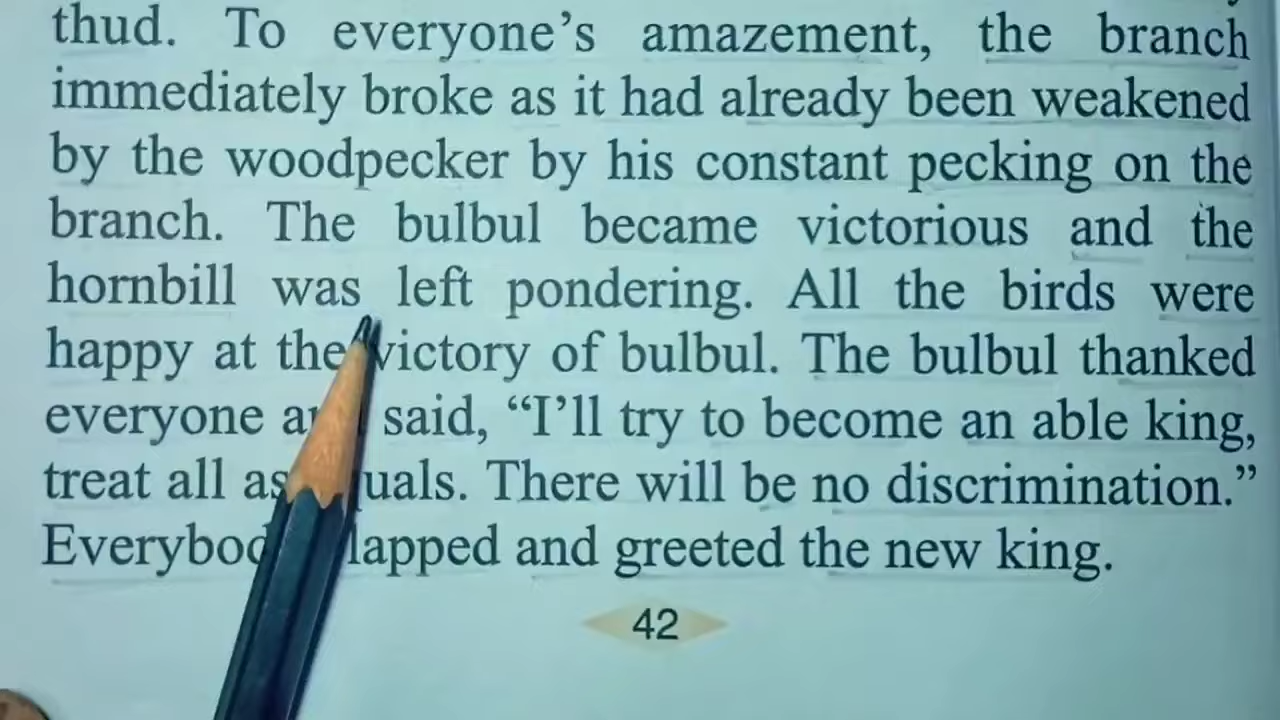 thud. To everyone’s amazement, the branch
immediately broke as it had already been weakened
by the woodpecker by his constant pecking on the
branch. The bulbul became victorious and the
hornbill was left pondering. All the birds were
happy at the victory of bulbul. The bulbul thanked
everyone said, “I’ll try to become an able king,
treat all as There will be no discrimination.”
and greeted the new king.
42